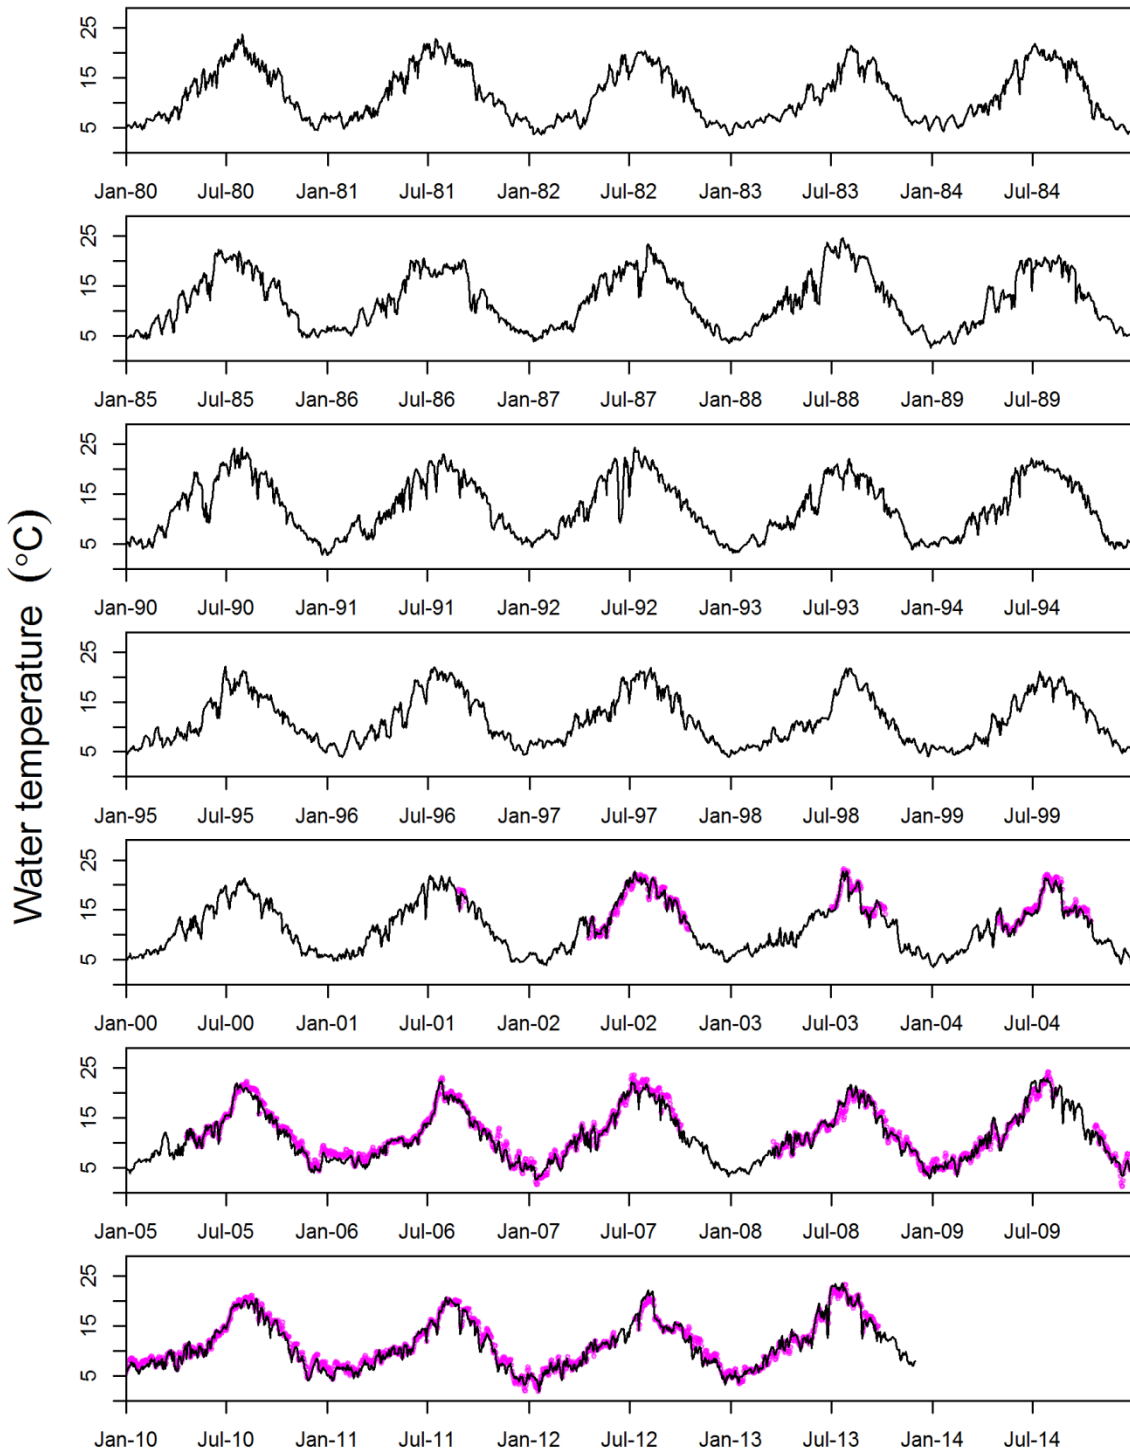 Water temperature (°C)
5 15 25
Jan-80 Jul-80 Jan-81 Jul-81 Jan-82 Jul-82 Jan-83 Jul-83 Jan-84 Jul-84
5 15 25
Jan-85 Jul-85 Jan-86 Jul-86 Jan-87 Jul-87 Jan-88 Jul-88 Jan-89 Jul-89
5 15 25
Jan-90 Jul-90 Jan-91 Jul-91 Jan-92 Jul-92 Jan-93 Jul-93 Jan-94 Jul-94
5 15 25
Jan-95 Jul-95 Jan-96 Jul-96 Jan-97 Jul-97 Jan-98 Jul-98 Jan-99 Jul-99
5 15 25
Jan-00 Jul-00 Jan-01 Jul-01 Jan-02 Jul-02 Jan-03 Jul-03 Jan-04 Jul-04
5 15 25
Jan-05 Jul-05 Jan-06 Jul-06 Jan-07 Jul-07 Jan-08 Jul-08 Jan-09 Jul-09
5 15 25
Jan-10 Jul-10 Jan-11 Jul-11 Jan-12 Jul-12 Jan-13 Jul-13 Jan-14 Jul-14